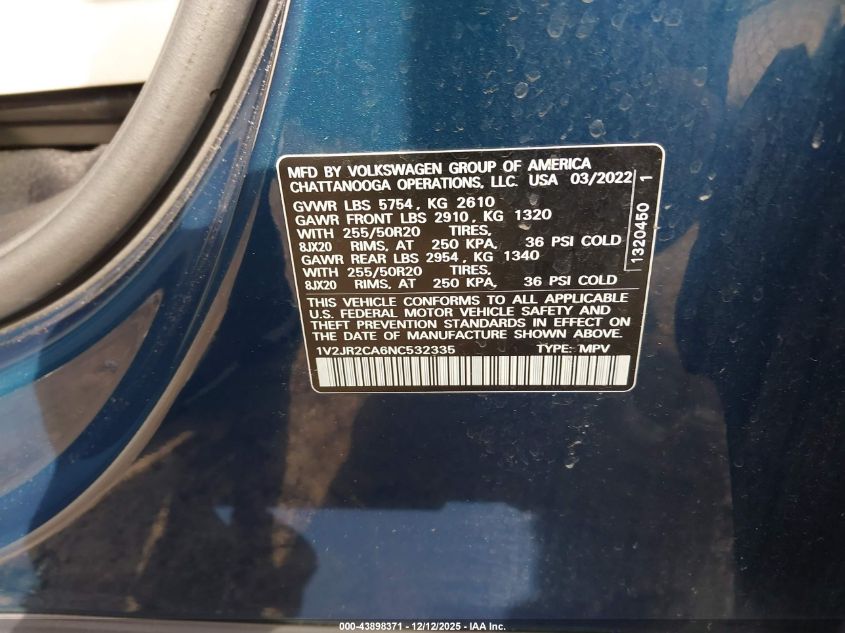 MFD BY VOLKSWAGEN GROUP OF AMERICA
CHATTANOOGA OPERATIONS, LLC. USA 03/2022
GVWR LBS 5754 , KG 2610
GAWR FRONT LBS 2910 , KG 1320
WITH 255/50R20 TIRES,
8JX20 RIMS, AT 250 KPA, 36 PSI COLD
GAWR REAR LBS 2954 , KG 1340
WITH 255/50R20 TIRES,
8JX20 RIMS, AT 250 KPA, 36 PSI COLD
THIS VEHICLE CONFORMS TO ALL APPLICABLE
U.S. FEDERAL MOTOR VEHICLE SAFETY AND
THEFT PREVENTION STANDARDS IN EFFECT ON
THE DATE OF MANUFACTURE SHOWN ABOVE.
1V2JR2CA6NC532335 TYPE: MPV
1320450 1
000-43898371 - 12/12/2025 - IAA Inc.